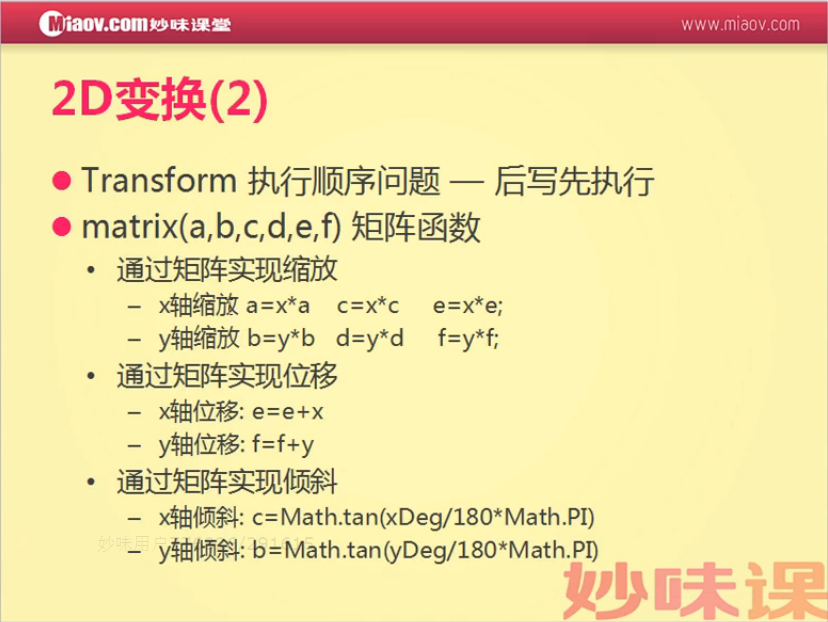 Miaov.com妙味课堂
www.miaov.com
2D变换(2)
Transform 执行顺序问题 — 后写先执行
matrix(a,b,c,d,e,f) 矩阵函数
通过矩阵实现缩放
x轴缩放 a=x*a c=x*c e=x*e;
y轴缩放 b=y*b d=y*d f=y*f;
通过矩阵实现位移
x轴位移: e=e+x
y轴位移: f=f+y
通过矩阵实现倾斜
x轴倾斜: c=Math.tan(xDeg/180*Math.PI)
y轴倾斜: b=Math.tan(yDeg/180*Math.PI)
妙味课